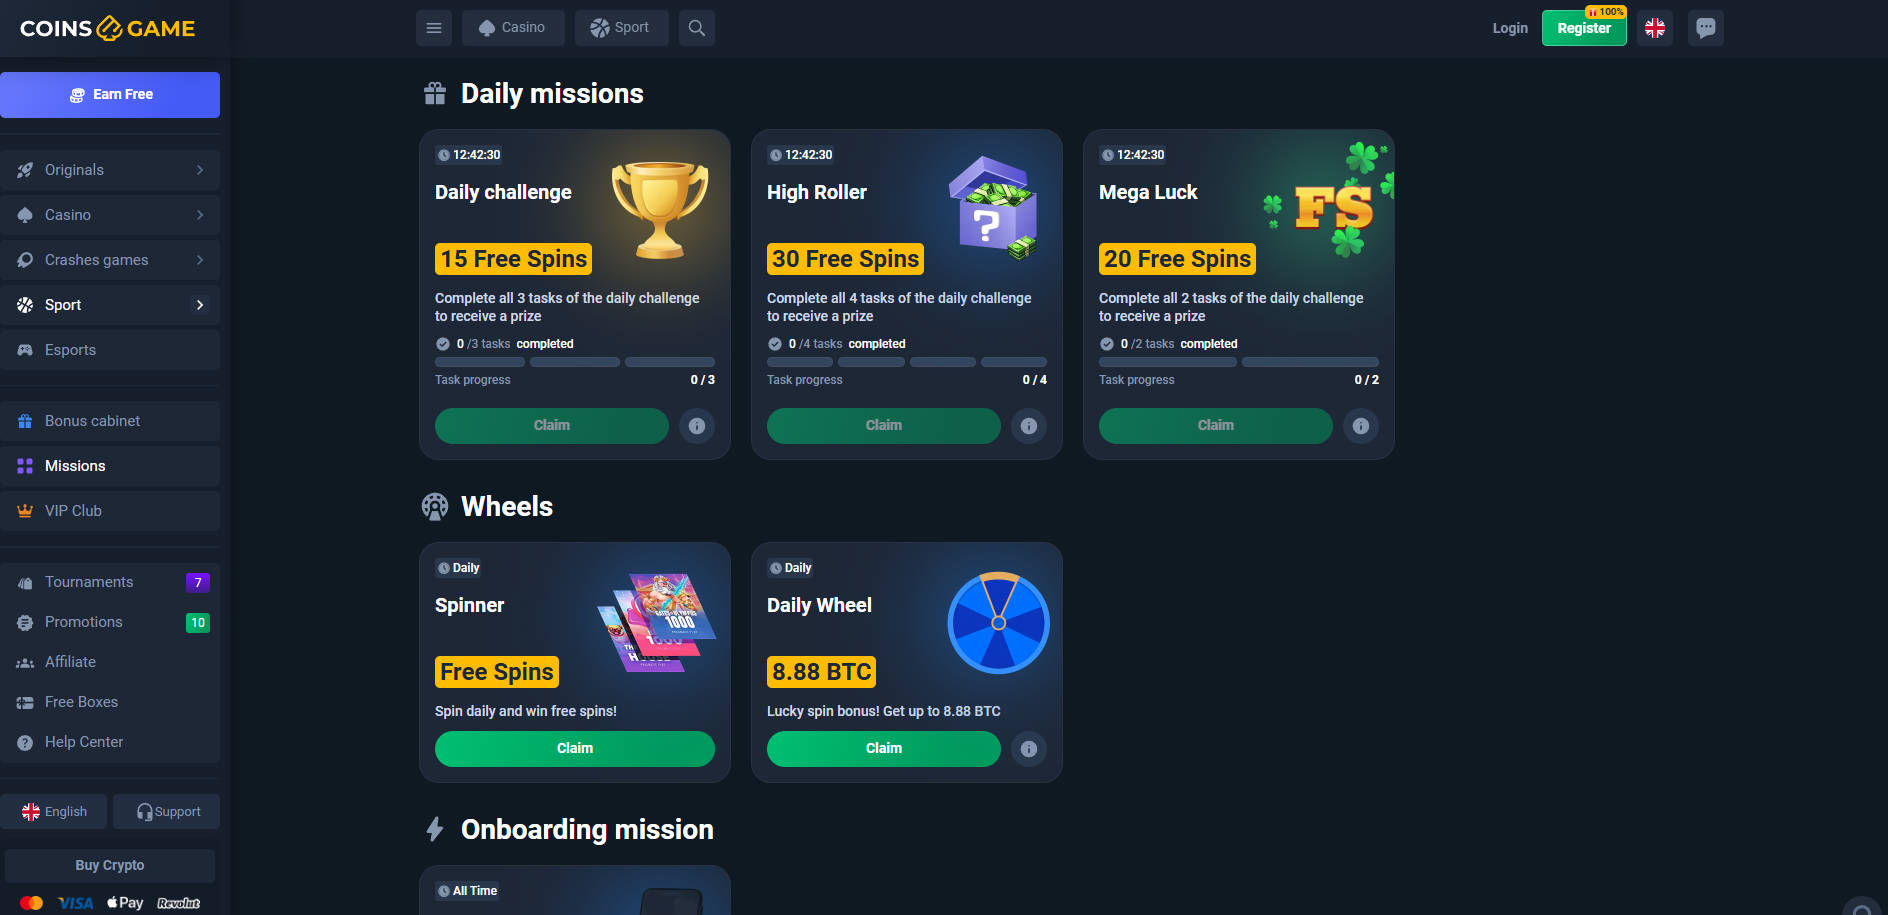 COINS GAME
Casino
Sport
Login
Register
100%
Earn Free
Originals
Casino
Crashes games
Sport
Esports
Bonus cabinet
Missions
VIP Club
Tournaments 7
Promotions 10
Affiliate
Free Boxes
Help Center
English
Support
Buy Crypto
VISA
Pay
Revolut
Daily missions
12:42:30
Daily challenge
15 Free Spins
Complete all 3 tasks of the daily challenge
to receive a prize
0 /3 tasks completed
Task progress 0 / 3
Claim
12:42:30
High Roller
?
30 Free Spins
Complete all 4 tasks of the daily challenge
to receive a prize
0 /4 tasks completed
Task progress 0 / 4
Claim
12:42:30
Mega Luck
FS
20 Free Spins
Complete all 2 tasks of the daily challenge
to receive a prize
0 /2 tasks completed
Task progress 0 / 2
Claim
Wheels
Daily
Spinner
1000
Free Spins
Spin daily and win free spins!
Claim
Daily
Daily Wheel
8.88 BTC
Lucky spin bonus! Get up to 8.88 BTC
Claim
Onboarding mission
All Time